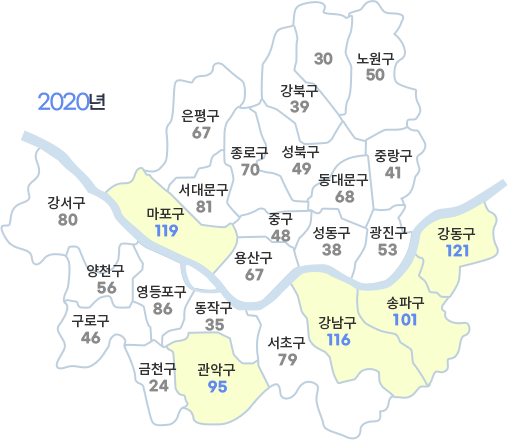 30
노원구
50
강북구
39
2020년
은평구
67
종로구
70
성북구
49
중랑구
41
동대문구
68
서대문구
81
강서구
80
마포구
119
중구
48
성동구
38
광진구
53
강동구
121
용산구
67
양천구
56
영등포구
86
동작구
35
송파구
101
구로구
46
강남구
116
서초구
79
금천구
24
관악구
95